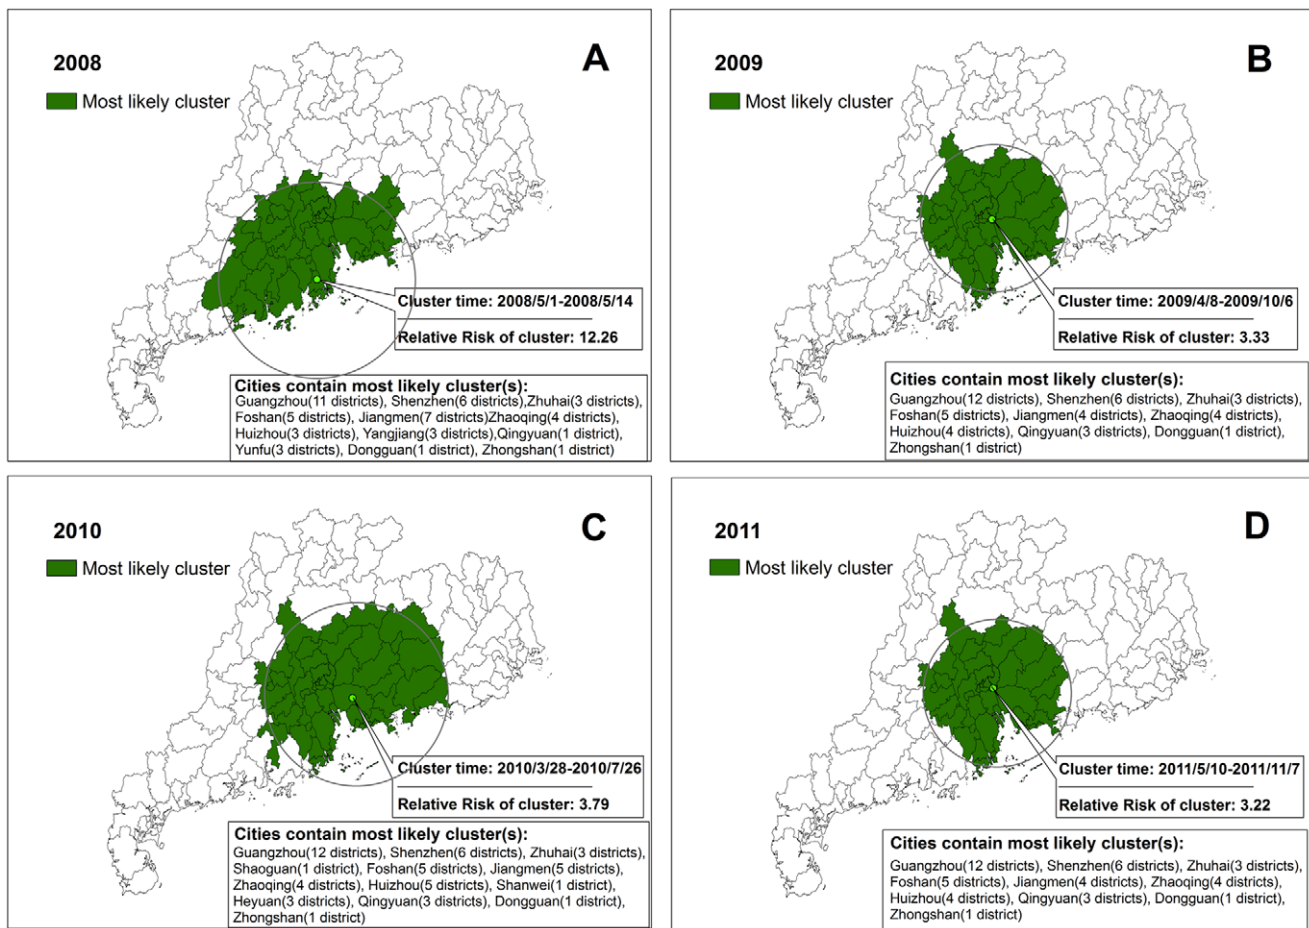 2008
A
Most likely cluster
Cluster time: 2008/5/1-2008/5/14
Relative Risk of cluster: 12.26
Cities contain most likely cluster(s):
Guangzhou(11 districts), Shenzhen(6 districts),Zhuhai(3 districts),
Foshan(5 districts), Jiangmen(7 districts)Zhaoqing(4 districts),
Huizhou(3 districts), Yangjiang(3 districts),Qingyuan(1 district),
Yunfu(3 districts), Dongguan(1 district), Zhongshan(1 district)
2009
B
Most likely cluster
Cluster time: 2009/4/8-2009/10/6
Relative Risk of cluster: 3.33
Cities contain most likely cluster(s):
Guangzhou(12 districts), Shenzhen(6 districts), Zhuhai(3 districts),
Foshan(5 districts), Jiangmen(4 districts), Zhaoqing(4 districts),
Huizhou(4 districts), Qingyuan(3 districts), Dongguan(1 district),
Zhongshan(1 district)
2010
C
Most likely cluster
Cluster time: 2010/3/28-2010/7/26
Relative Risk of cluster: 3.79
Cities contain most likely cluster(s):
Guangzhou(12 districts), Shenzhen(6 districts), Zhuhai(3 districts),
Shaoguan(1 district), Foshan(5 districts), Jiangmen(5 districts),
Zhaoqing(4 districts), Huizhou(5 districts), Shanwei(1 district),
Heyuan(3 districts), Qingyuan(3 districts), Dongguan(1 district),
Zhongshan(1 district)
2011
D
Most likely cluster
Cluster time: 2011/5/10-2011/11/7
Relative Risk of cluster: 3.22
Cities contain most likely cluster(s):
Guangzhou(12 districts), Shenzhen(6 districts), Zhuhai(3 districts),
Foshan(5 districts), Jiangmen(4 districts), Zhaoqing(4 districts),
Huizhou(4 districts), Qingyuan(3 districts), Dongguan(1 district),
Zhongshan(1 district)